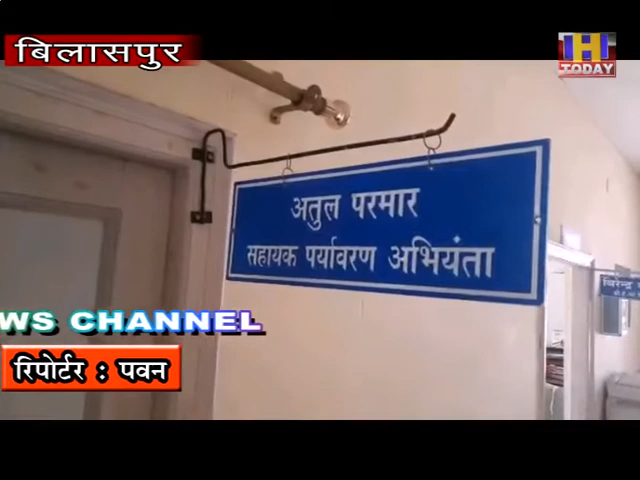 बिलासपुर
H
TODAY
अतुल परमार
सहायक पर्यावरण अभियंता
WS CHANNEL
रिपोर्टर : पवन